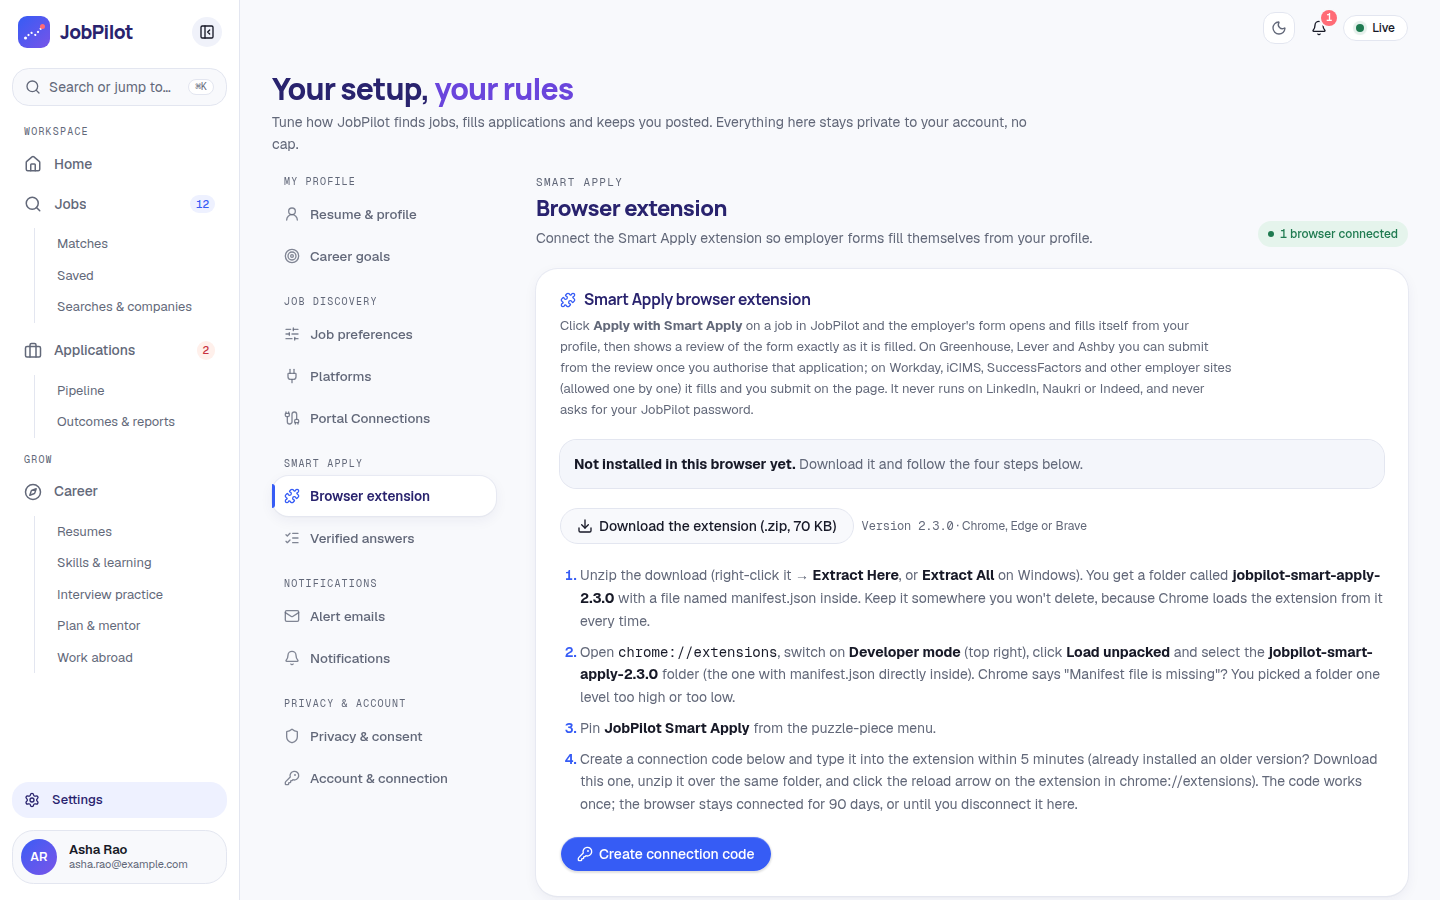 JobPilot
Search or jump to...
⌘K
WORKSPACE
Home
Jobs
12
Matches
Saved
Searches & companies
Applications
2
Pipeline
Outcomes & reports
GROW
Career
Resumes
Skills & learning
Interview practice
Plan & mentor
Work abroad
Settings
AR
Asha Rao
asha.rao@example.com
1
Live
Your setup, your rules
Tune how JobPilot finds jobs, fills applications and keeps you posted. Everything here stays private to your account, no
cap.
MY PROFILE
Resume & profile
Career goals
JOB DISCOVERY
Job preferences
Platforms
Portal Connections
SMART APPLY
Browser extension
Verified answers
NOTIFICATIONS
Alert emails
Notifications
PRIVACY & ACCOUNT
Privacy & consent
Account & connection
SMART APPLY
Browser extension
Connect the Smart Apply extension so employer forms fill themselves from your profile.
1 browser connected
Smart Apply browser extension
Click Apply with Smart Apply on a job in JobPilot and the employer's form opens and fills itself from your
profile, then shows a review of the form exactly as it is filled. On Greenhouse, Lever and Ashby you can submit
from the review once you authorise that application; on Workday, iCIMS, SuccessFactors and other employer sites
(allowed one by one) it fills and you submit on the page. It never runs on LinkedIn, Naukri or Indeed, and never
asks for your JobPilot password.
Not installed in this browser yet. Download it and follow the four steps below.
Download the extension (.zip, 70 KB)
Version 2.3.0 · Chrome, Edge or Brave
1. Unzip the download (right-click it → Extract Here, or Extract All on Windows). You get a folder called jobpilot-smart-apply-
2.3.0 with a file named manifest.json inside. Keep it somewhere you won't delete, because Chrome loads the extension from it
every time.
2. Open chrome://extensions, switch on Developer mode (top right), click Load unpacked and select the jobpilot-smart-
apply-2.3.0 folder (the one with manifest.json directly inside). Chrome says "Manifest file is missing"? You picked a folder one
level too high or too low.
3. Pin JobPilot Smart Apply from the puzzle-piece menu.
4. Create a connection code below and type it into the extension within 5 minutes (already installed an older version? Download
this one, unzip it over the same folder, and click the reload arrow on the extension in chrome://extensions). The code works
once; the browser stays connected for 90 days, or until you disconnect it here.
Create connection code